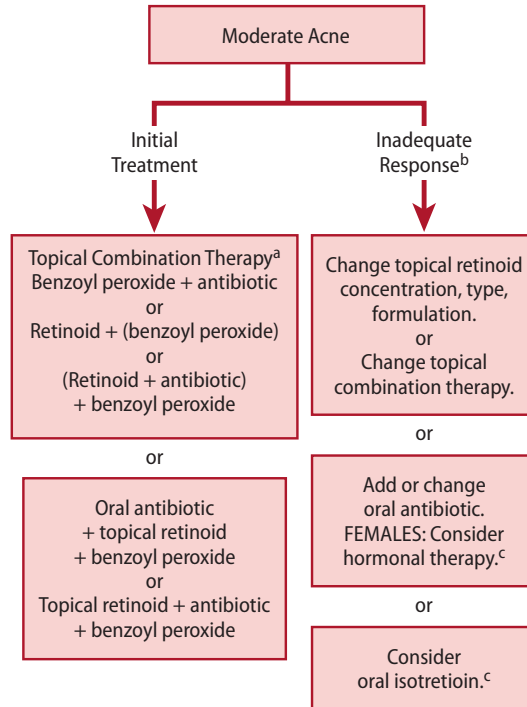 Moderate Acne
Initial
Treatment
Inadequate
Responseᵇ
Topical Combination Therapyᵃ
Benzoyl peroxide + antibiotic
or
Retinoid + (benzoyl peroxide)
or
(Retinoid + antibiotic)
+ benzoyl peroxide
or
Oral antibiotic
+ topical retinoid
+ benzoyl peroxide
or
Topical retinoid + antibiotic
+ benzoyl peroxide
Change topical retinoid
concentration, type,
formulation.
or
Change topical
combination therapy.
or
Add or change
oral antibiotic.
FEMALES: Consider
hormonal therapy.ᶜ
or
Consider
oral isotretioin.ᶜ